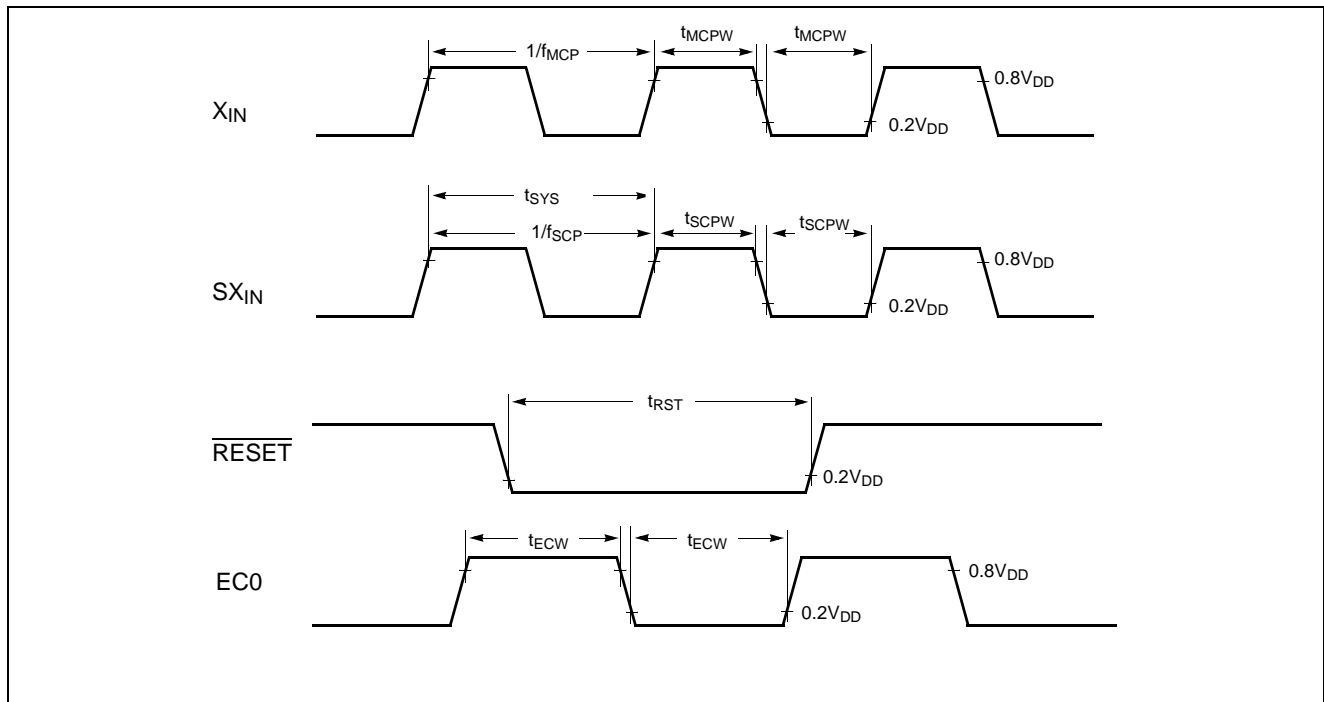 1/fMCP tMCPW tMCPW
XIN 0.8VDD
0.2VDD
tSYS
1/fSCP tSCPW tSCPW
SXIN 0.8VDD
0.2VDD
tRST
RESET 0.2VDD
tECW tECW
EC0 0.8VDD
0.2VDD